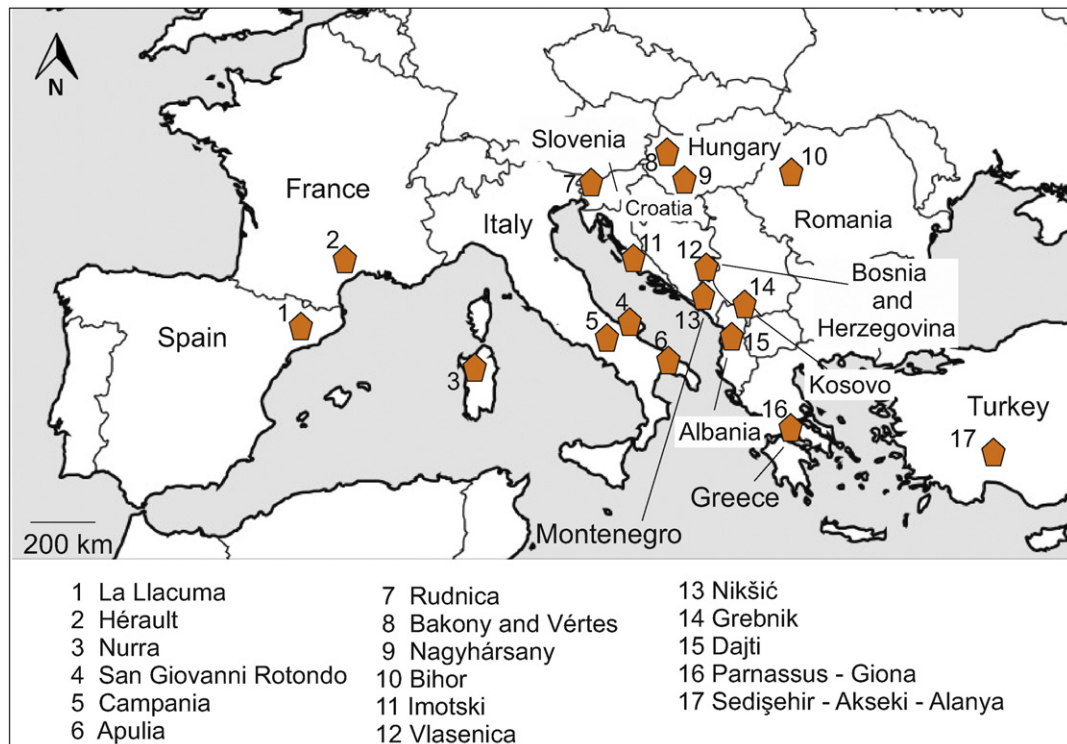 N
Slovenia
Hungary
8
10
9
7
France
Croatia
Romania
Italy
2
11
12
Bosnia
and
Herzegovina
14
1
Spain
4
13
5
15
6
3
Kosovo
16
Albania
Turkey
17
Greece
Montenegro
200 km
1 La Llacuma
2 Hérault
3 Nurra
4 San Giovanni Rotondo
5 Campania
6 Apulia
7 Rudnica
8 Bakony and Vértes
9 Nagyhársany
10 Bihor
11 Imotski
12 Vlasenica
13 Nikšić
14 Grebnik
15 Dajti
16 Parnassus - Giona
17 Sedişehir - Akseki - Alanya